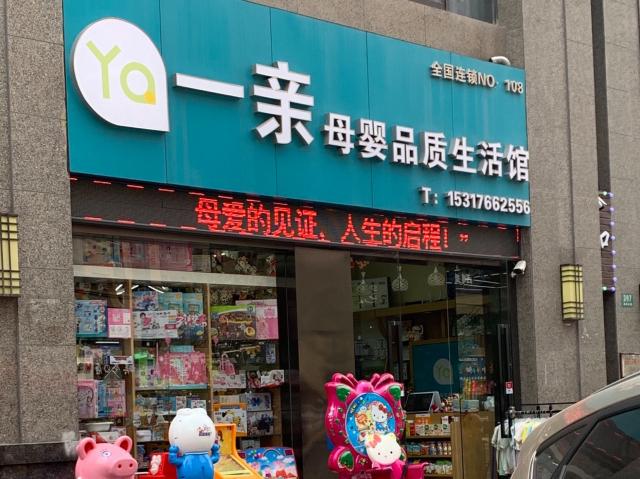 Ya
一亲母婴品质生活馆
全国连锁NO·108
T：15317662556
母爱的见证、人生的启程！”
397